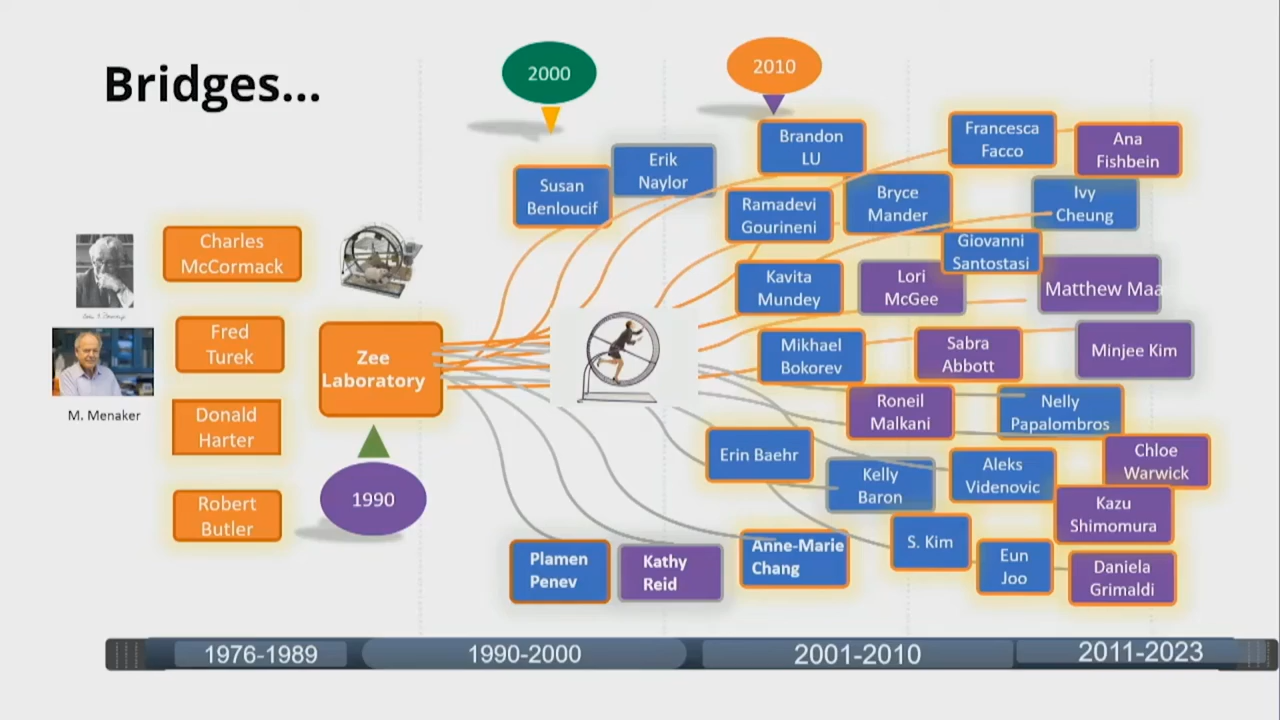 Bridges...
2000
2010
Charles
McCormack
Fred
Turek
M. Menaker
Donald
Harter
Robert
Butler
Zee
Laboratory
1990
Susan
Benloucif
Erik
Naylor
Plamen
Penev
Kathy
Reid
Brandon
LU
Ramadevi
Gourineni
Bryce
Mander
Kavita
Mundey
Lori
McGee
Mikhael
Bokorev
Roneil
Malkani
Erin Baehr
Kelly
Baron
Anne-Marie
Chang
S. Kim
Francesca
Facco
Ana
Fishbein
Ivy
Cheung
Giovanni
Santostasi
Matthew Maa
Sabra
Abbott
Minjee Kim
Nelly
Papalombros
Chloe
Warwick
Aleks
Videnovic
Kazu
Shimomura
Eun
Joo
Daniela
Grimaldi
1976-1989
1990-2000
2001-2010
2011-2023